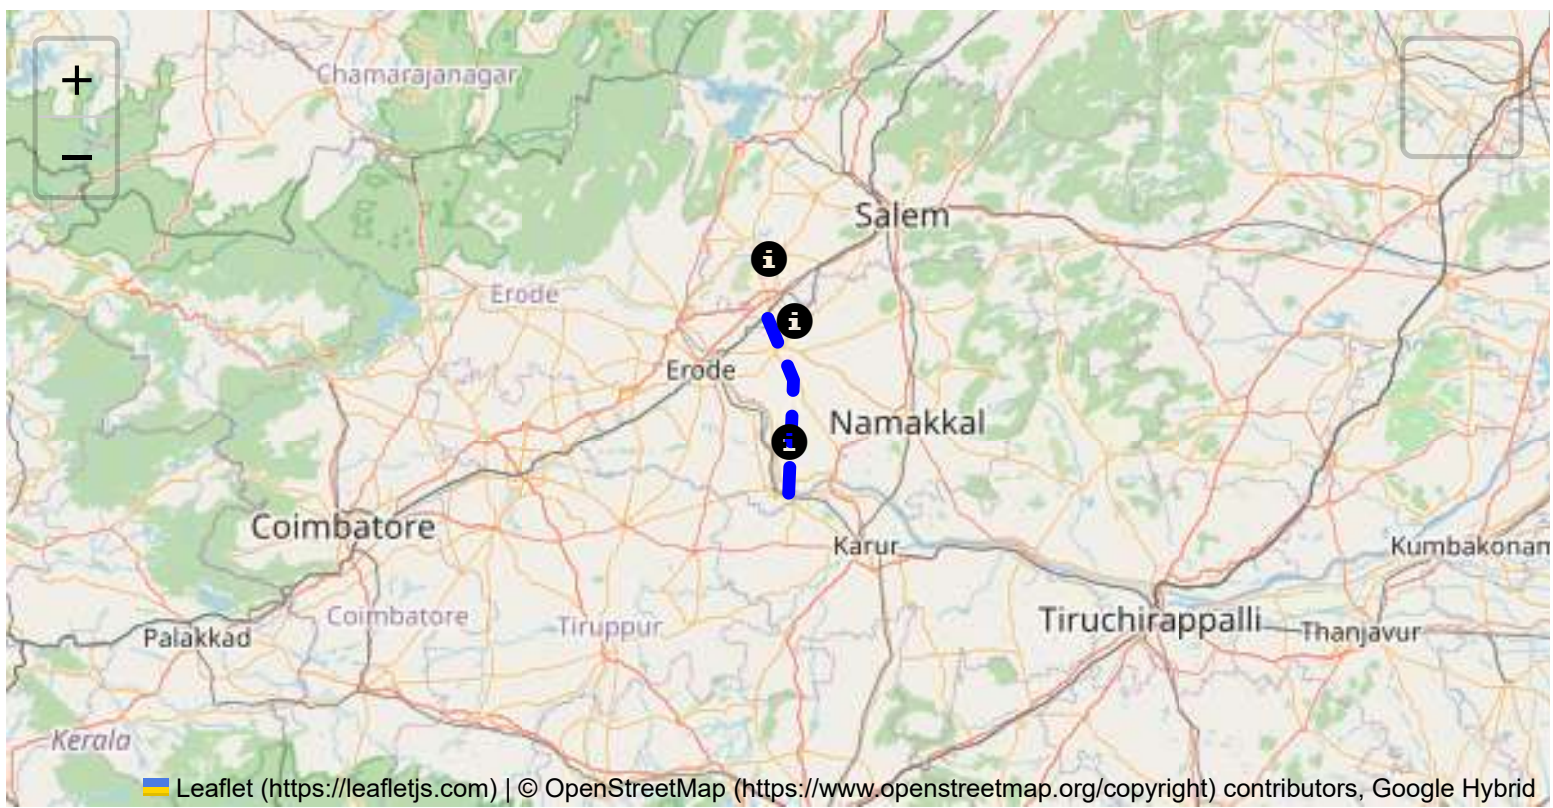 +
−
Chamarajanagar
Salem
Erode
Erode
Namakkal
Coimbatore
Karur
Kumbakonam
Coimbatore
Tiruppur
Tiruchirappalli
Thanjavur
Palakkad
Kerala
Leaflet (https://leafletjs.com) | © OpenStreetMap (https://www.openstreetmap.org/copyright) contributors, Google Hybrid